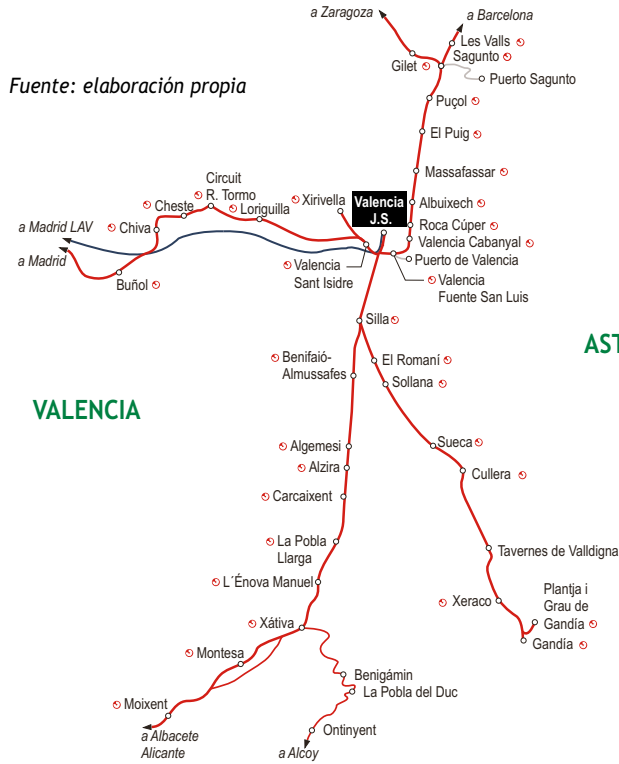 a Zaragoza
a Barcelona
Les Valls
Sagunto
Gilet
Puerto Sagunto
Fuente: elaboración propia
Puçol
El Puig
Massafassar
Circuit
R. Tormo
Cheste
Loriguilla
Xirivella
Valencia
J.S.
Albuixech
a Madrid LAV
Chiva
Roca Cúper
Valencia Cabanyal
a Madrid
Puerto de Valencia
Buñol
Valencia
Sant Isidre
Valencia
Fuente San Luis
Silla
Benifaió-
Almussafes
El Romaní
Sollana
AST
VALENCIA
Algemesi
Sueca
Alzira
Cullera
Carcaixent
La Pobla
Llarga
Tavernes de Valldigna
L´Énova Manuel
Xeraco
Plantja i
Grau de
Gandía
Gandía
Xátiva
Montesa
Benigámin
La Pobla del Duc
Moixent
Ontinyent
a Albacete
Alicante
a Alcoy